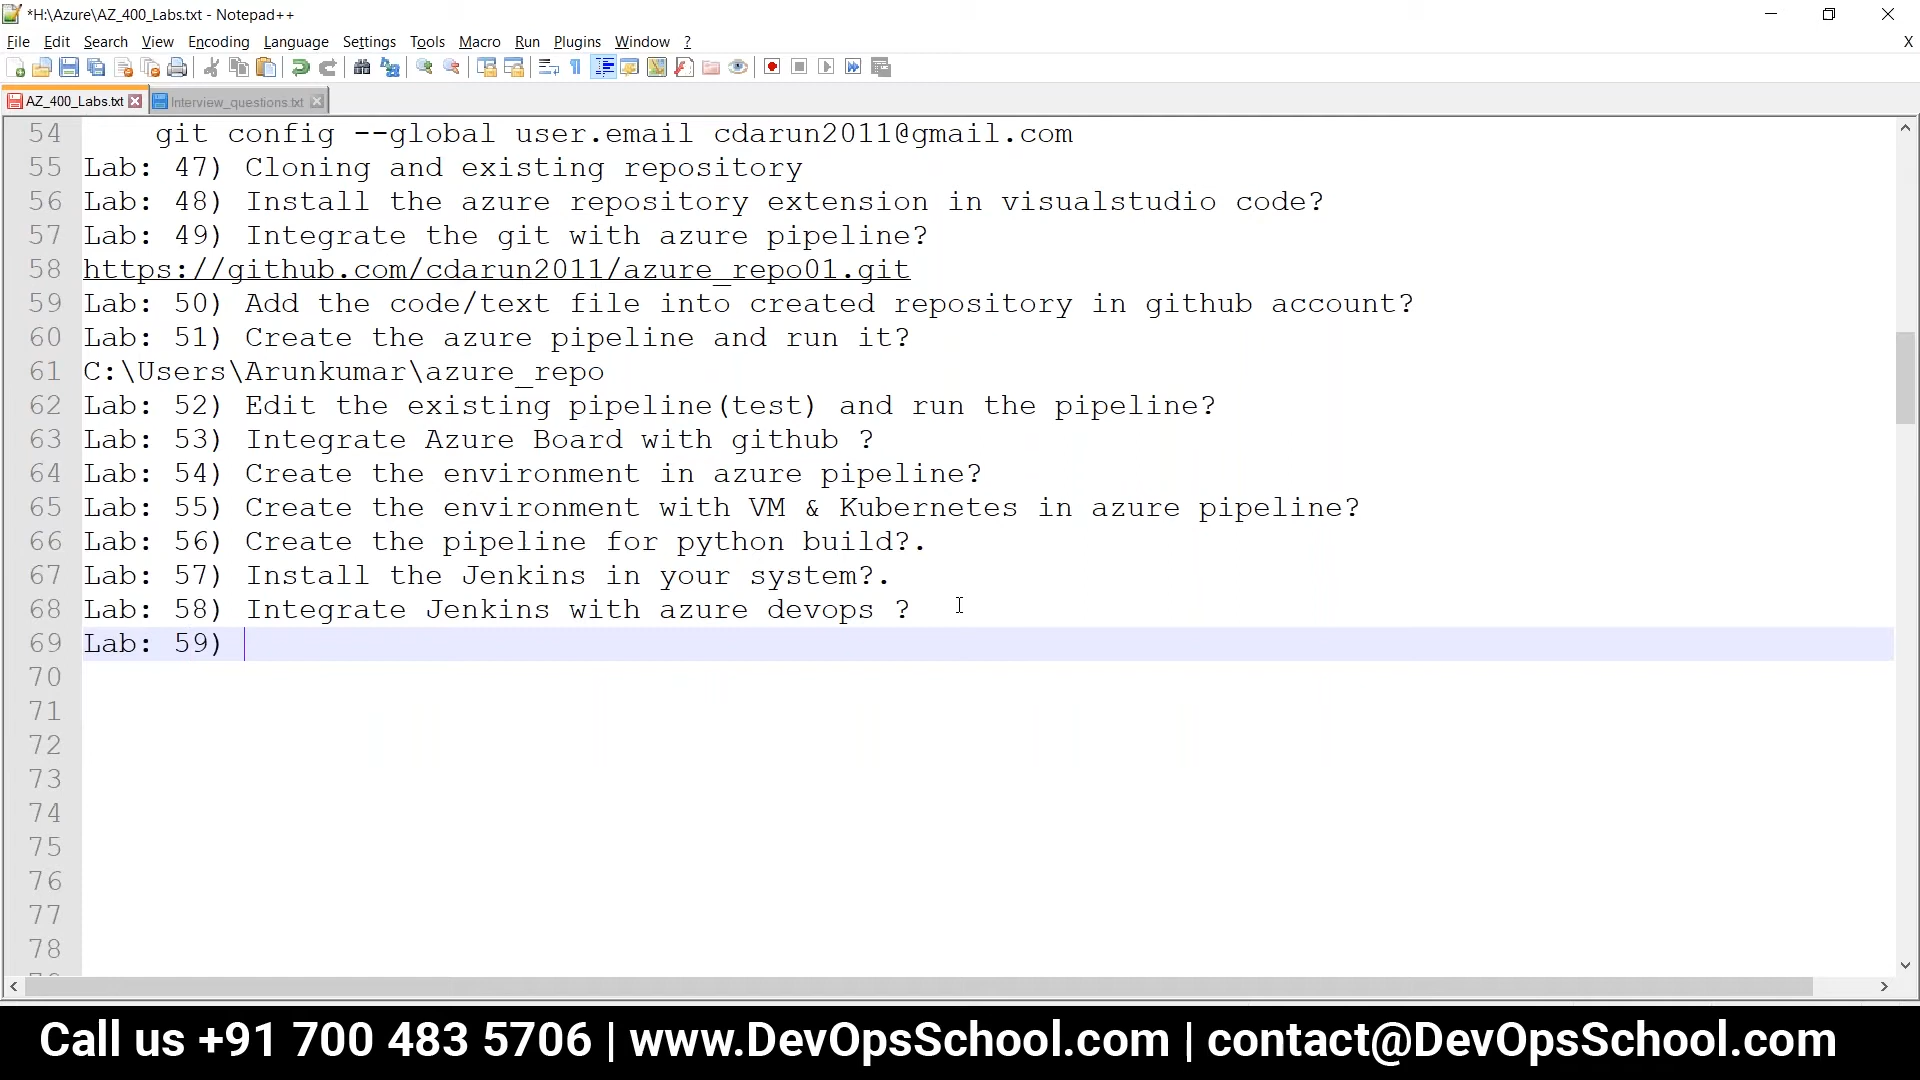 *H:\Azure\AZ_400_Labs.txt - Notepad++
File Edit Search View Encoding Language Settings Tools Macro Run Plugins Window ? X
AZ_400_Labs.txt Interview_questions.txt
54 git config --global user.email cdarun2011@gmail.com
55 Lab: 47) Cloning and existing repository
56 Lab: 48) Install the azure repository extension in visualstudio code?
57 Lab: 49) Integrate the git with azure pipeline?
58 https://github.com/cdarun2011/azure_repo01.git
59 Lab: 50) Add the code/text file into created repository in github account?
60 Lab: 51) Create the azure pipeline and run it?
61 C:\Users\Arunkumar\azure_repo
62 Lab: 52) Edit the existing pipeline(test) and run the pipeline?
63 Lab: 53) Integrate Azure Board with github ?
64 Lab: 54) Create the environment in azure pipeline?
65 Lab: 55) Create the environment with VM & Kubernetes in azure pipeline?
66 Lab: 56) Create the pipeline for python build?.
67 Lab: 57) Install the Jenkins in your system?.
68 Lab: 58) Integrate Jenkins with azure devops ?
69 Lab: 59)
70
71
72
73
74
75
76
77
78
Call us +91 700 483 5706 | www.DevOpsSchool.com | contact@DevOpsSchool.com